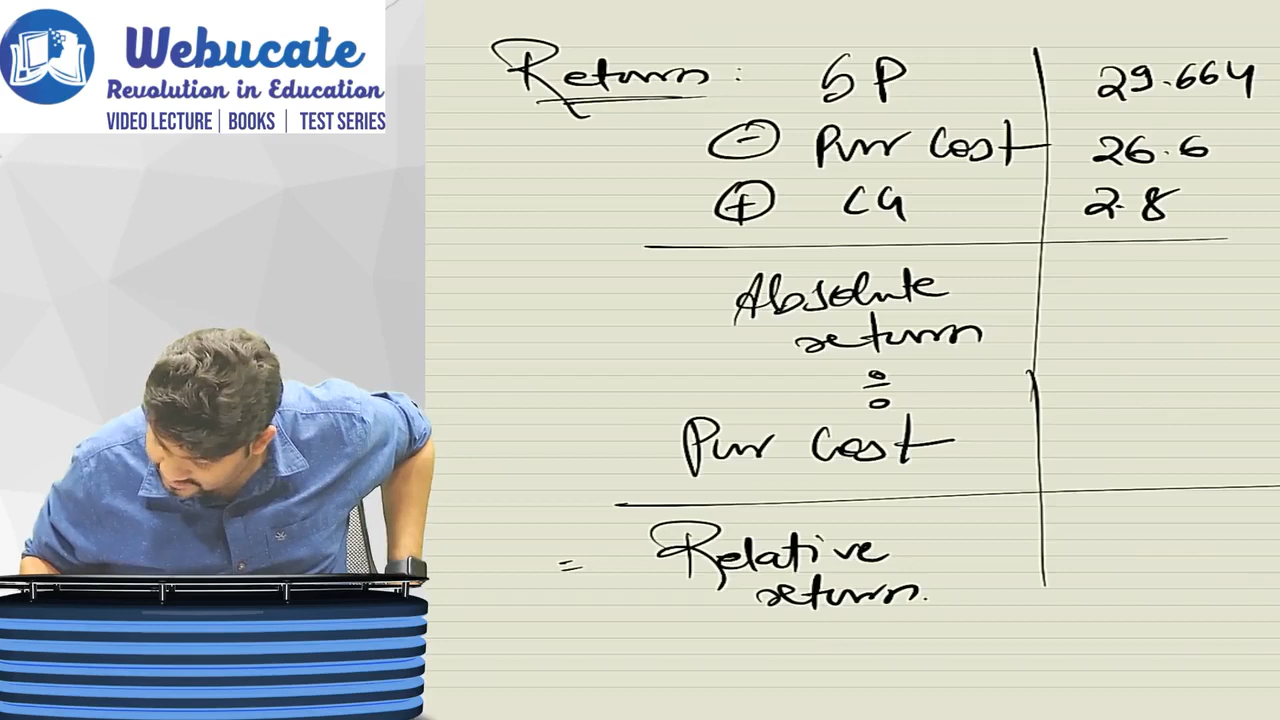 Webucate
Revolution in Education
VIDEO LECTURE | BOOKS | TEST SERIES
Return : SP 29.664
(-) Pur Cost 26.6
(+) CG 2.8
Absolute return
÷
Pur Cost
= Relative return.